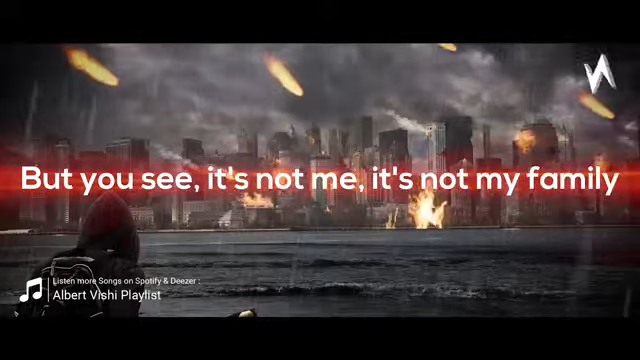 But you see, it's not me, it's not my family
Listen more Songs on Spotify & Deezer :
Albert Vishi Playlist